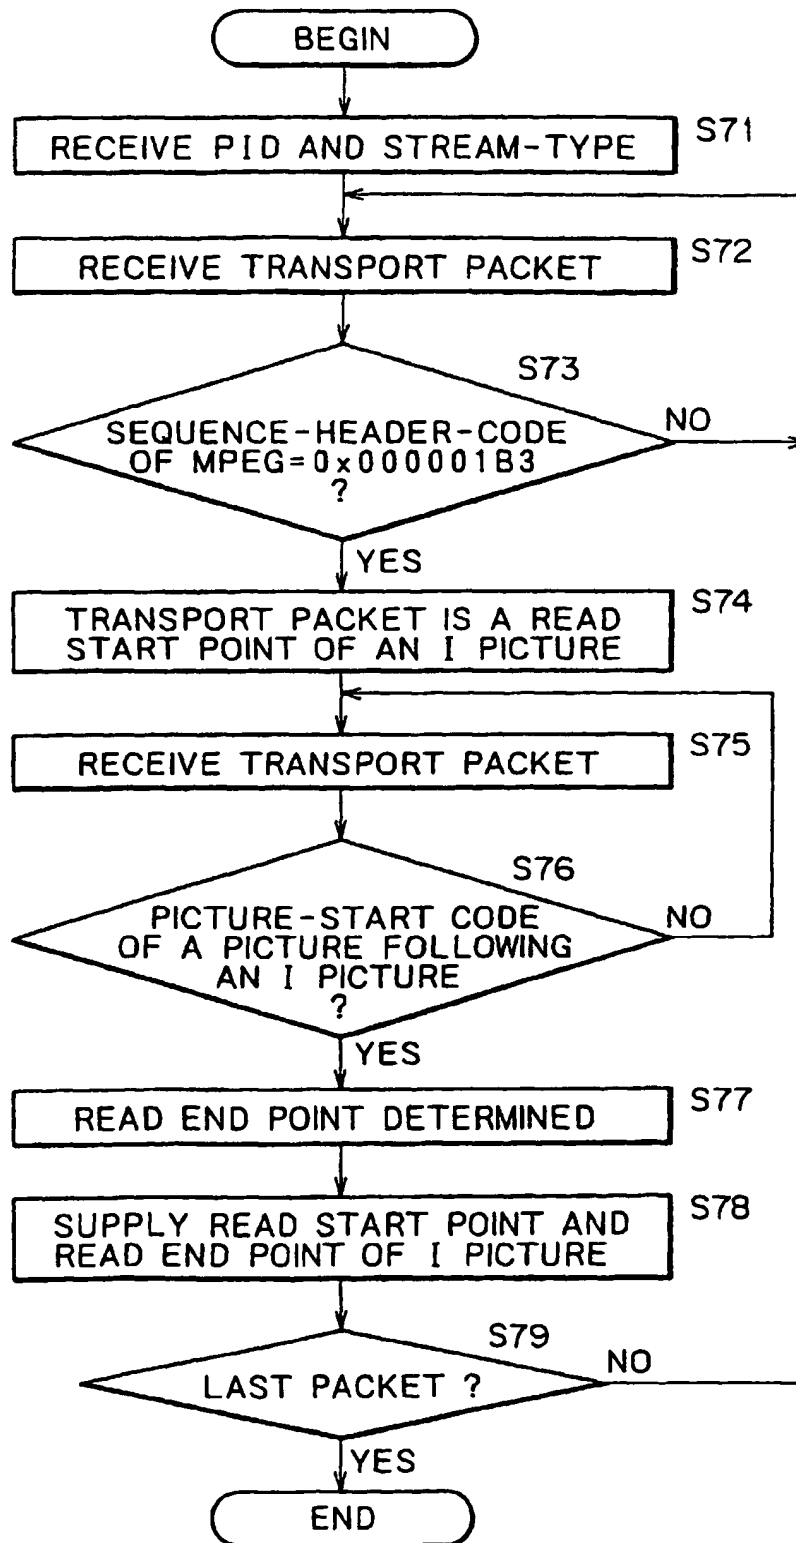 BEGIN
RECEIVE PID AND STREAM-TYPE
S71
RECEIVE TRANSPORT PACKET
S72
S73
SEQUENCE-HEADER-CODE
OF MPEG=0x000001B3
?
NO
YES
TRANSPORT PACKET IS A READ
START POINT OF AN I PICTURE
S74
RECEIVE TRANSPORT PACKET
S75
S76
PICTURE-START CODE
OF A PICTURE FOLLOWING
AN I PICTURE
?
NO
YES
READ END POINT DETERMINED
S77
SUPPLY READ START POINT AND
READ END POINT OF I PICTURE
S78
S79
LAST PACKET ?
NO
YES
END